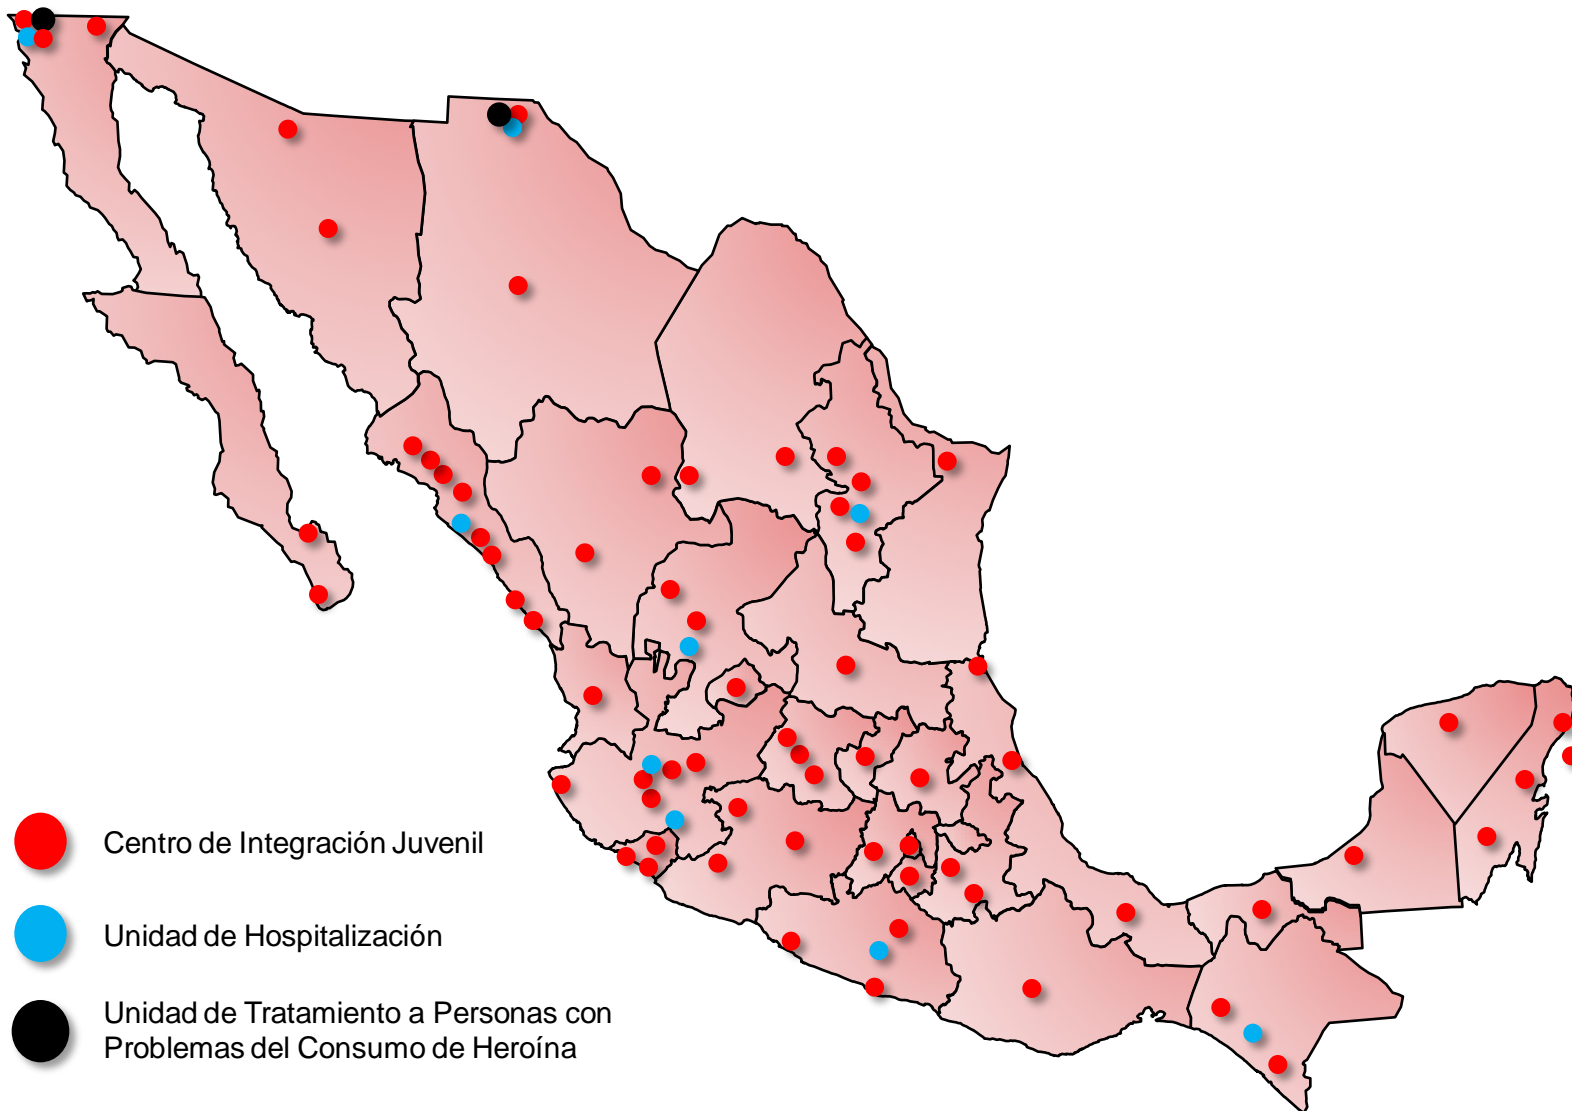 Centro de Integración Juvenil
Unidad de Hospitalización
Unidad de Tratamiento a Personas con
Problemas del Consumo de Heroína